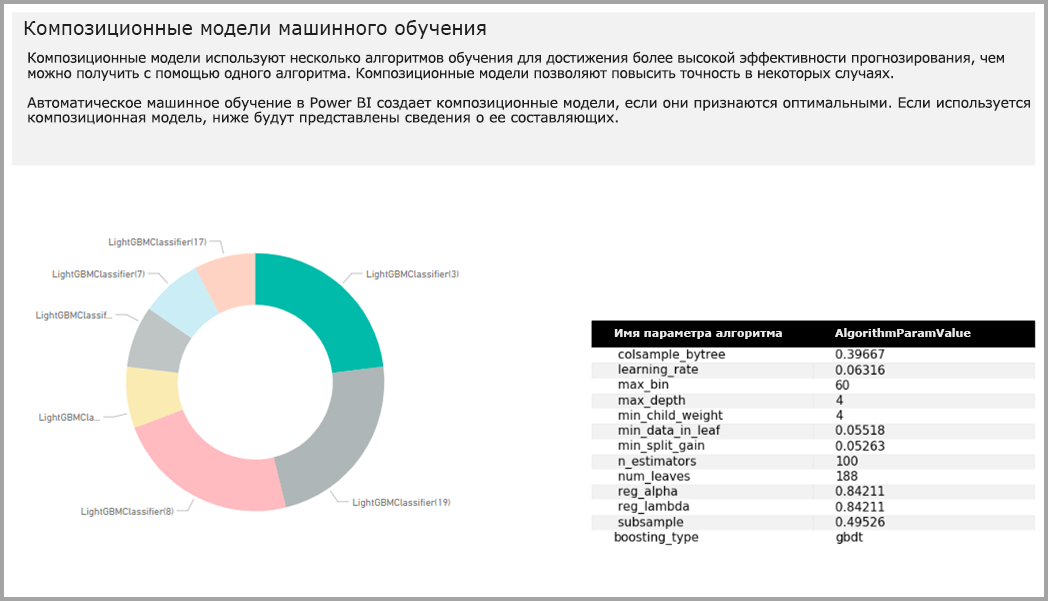 Композиционные модели машинного обучения
Композиционные модели используют несколько алгоритмов обучения для достижения более высокой эффективности прогнозирования, чем
можно получить с помощью одного алгоритма. Композиционные модели позволяют повысить точность в некоторых случаях.
Автоматическое машинное обучение в Power BI создает композиционные модели, если они признаются оптимальными. Если используется
композиционная модель, ниже будут представлены сведения о ее составляющих.
LightGBMClassifier(17)
LightGBMClassifier(7)
LightGBMClassifier(3)
LightGBMClassif...
LightGBMCla...
LightGBMClassifier(8)
LightGBMClassifier(19)
Имя параметра алгоритма AlgorithmParamValue
colsample_bytree 0.39667
learning_rate 0.06316
max_bin 60
max_depth 4
min_child_weight 4
min_data_in_leaf 0.05518
min_split_gain 0.05263
n_estimators 100
num_leaves 188
reg_alpha 0.84211
reg_lambda 0.84211
subsample 0.49526
boosting_type gbdt